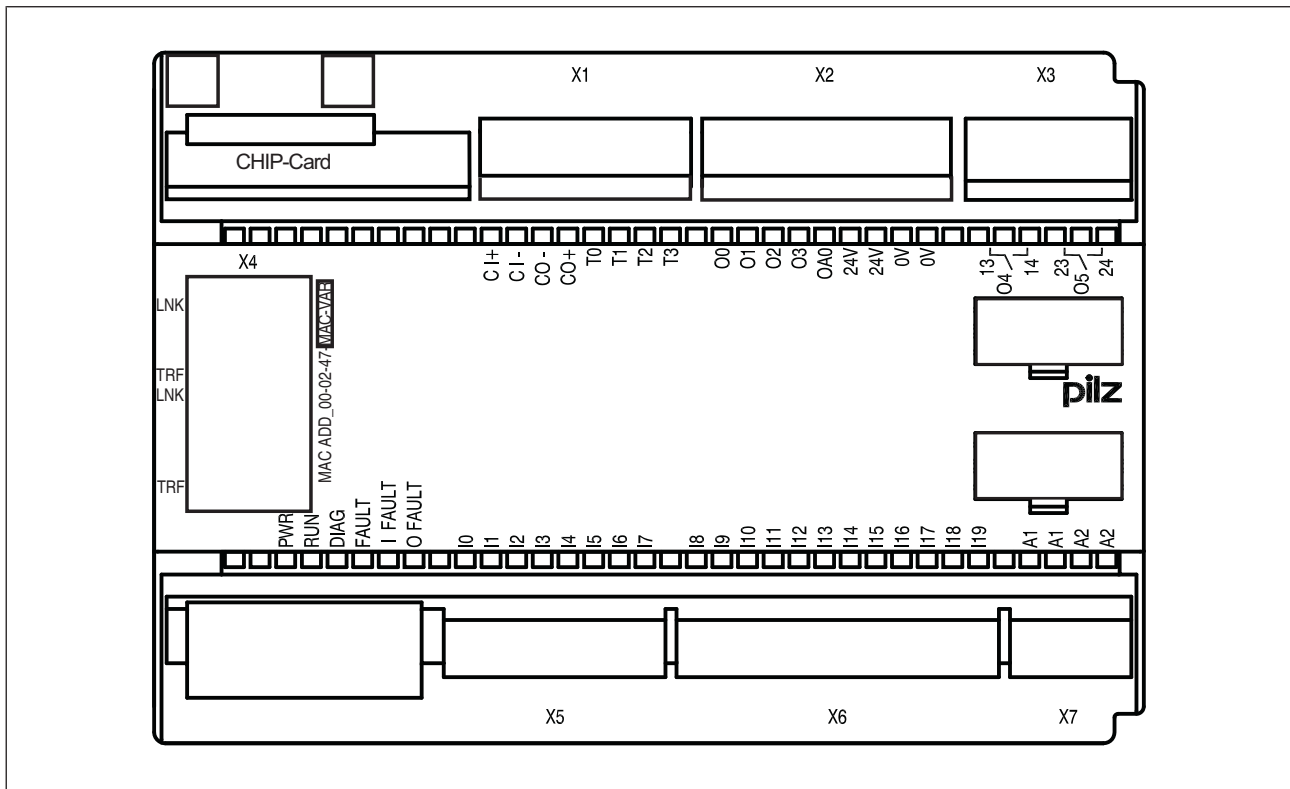 X1
X2
X3
CHIP-Card
C I+
C I -
CO -
CO+
T0
T1
T2
T3
O0
O1
O2
O3
OA0
24V
24V
0V
0V
13
O4
14
23
O5
24
X4
LNK
TRF
LNK
TRF
MAC ADD_00-02-47-MAC-VAR
pilz
PWR
RUN
DIAG
FAULT
I FAULT
O FAULT
I0
I1
I2
I3
I4
I5
I6
I7
I8
I9
I10
I11
I12
I13
I14
I15
I16
I17
I18
I19
A1
A1
A2
A2
X5
X6
X7